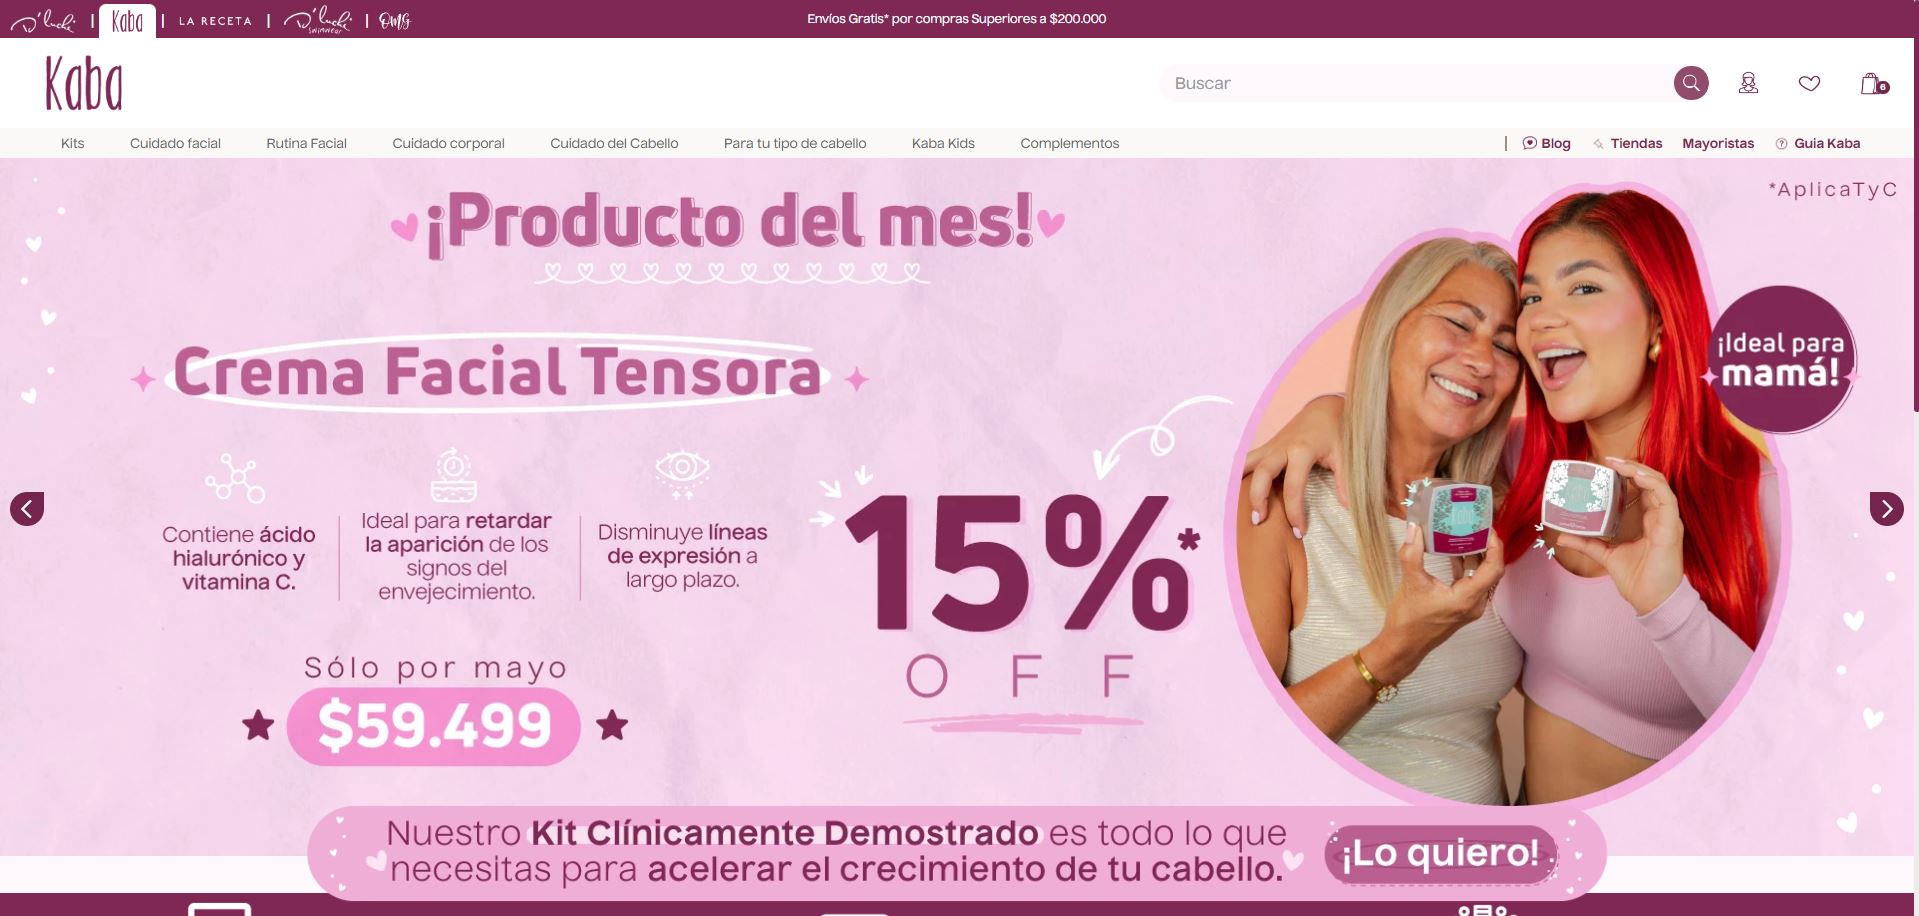 D'luchi | Kaba | LA RECETA | D'luchi swimwear | OMG
Envíos Gratis* por compras Superiores a $200.000
Kaba
Buscar
6
Kits
Cuidado facial
Rutina Facial
Cuidado corporal
Cuidado del Cabello
Para tu tipo de cabello
Kaba Kids
Complementos
| Blog
Tiendas
Mayoristas
Guia Kaba
*AplicaTyC
¡Producto del mes!
Crema Facial Tensora
¡Ideal para
mamá!
Contiene ácido
hialurónico y
vitamina C.
Ideal para retardar
la aparición de los
signos del
envejecimiento.
Disminuye líneas
de expresión a
largo plazo.
15%*
OFF
Kaba
Kaba
Sólo por mayo
$59.499
Nuestro Kit Clínicamente Demostrado es todo lo que
necesitas para acelerar el crecimiento de tu cabello.
¡Lo quiero!